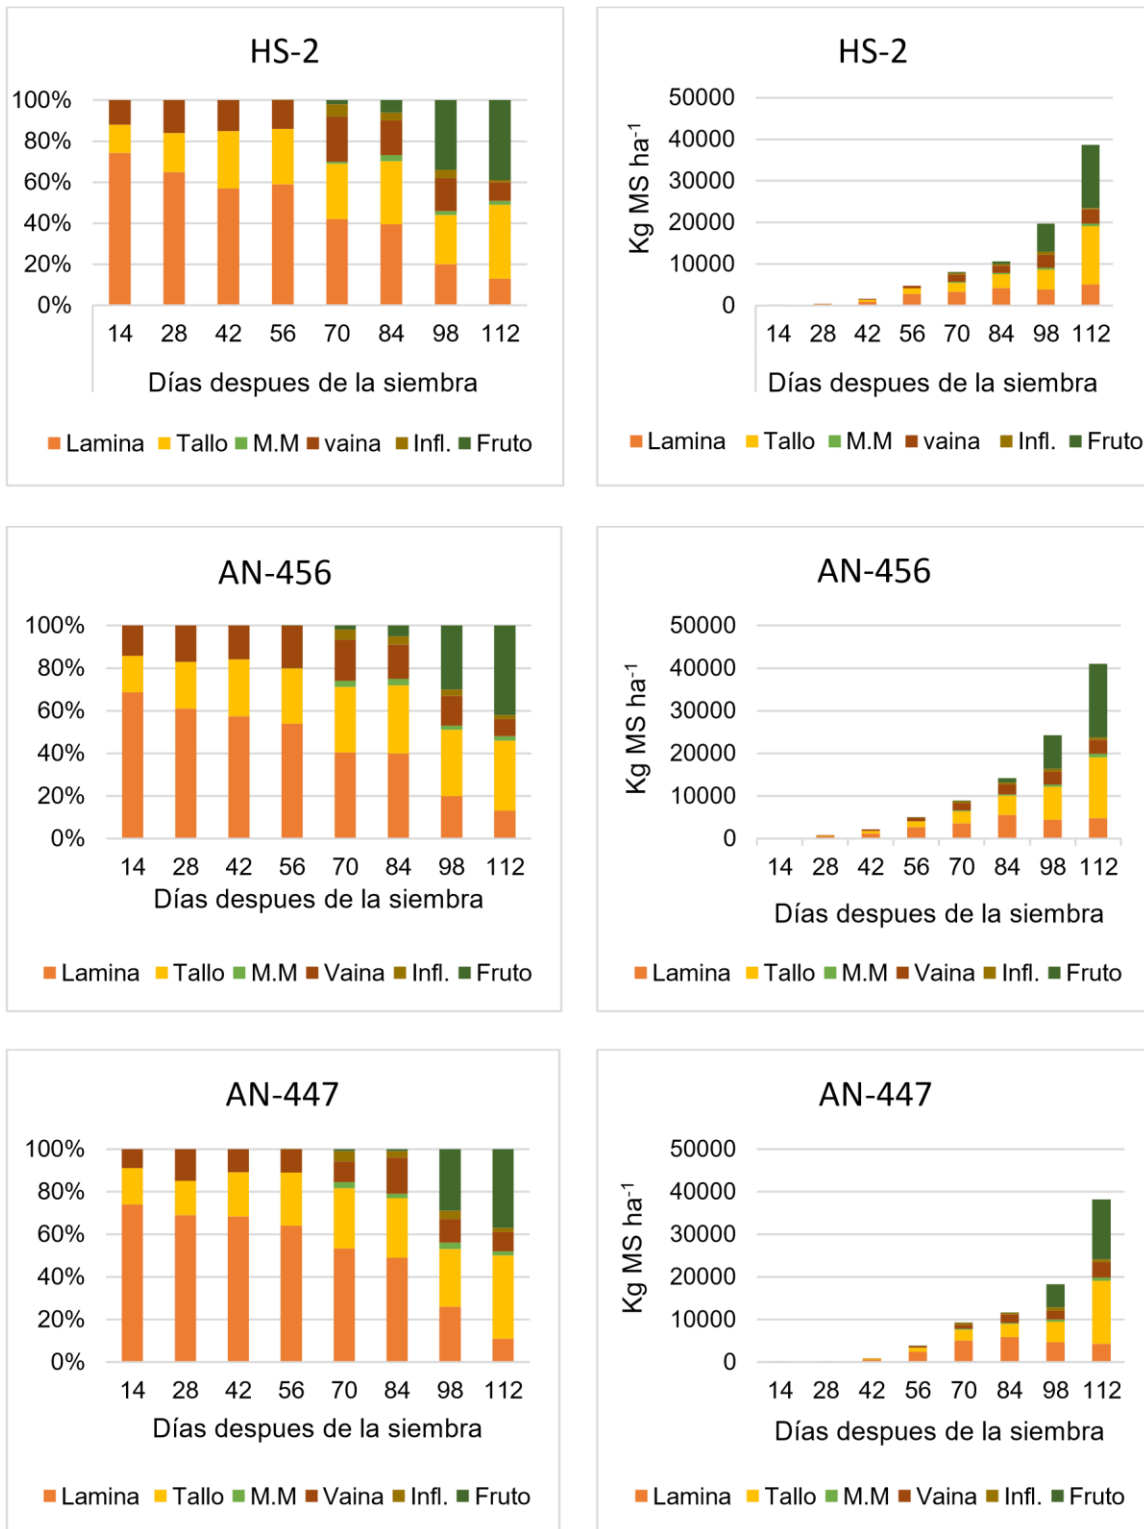 HS-2
100%
80%
60%
40%
20%
0%
14 28 42 56 70 84 98 112
Días despues de la siembra
Lamina Tallo M.M vaina Infl. Fruto
HS-2
Kg MS ha⁻¹
50000
40000
30000
20000
10000
0
14 28 42 56 70 84 98 112
Días despues de la siembra
Lamina Tallo M.M vaina Infl. Fruto
AN-456
100%
80%
60%
40%
20%
0%
14 28 42 56 70 84 98 112
Días despues de la siembra
Lamina Tallo M.M Vaina Infl. Fruto
AN-456
Kg MS ha⁻¹
50000
40000
30000
20000
10000
0
14 28 42 56 70 84 98 112
Días despues de la siembra
Lamina Tallo M.M Vaina Infl. Fruto
AN-447
100%
80%
60%
40%
20%
0%
14 28 42 56 70 84 98 112
Días despues de la siembra
Lamina Tallo M.M Vaina Infl. Fruto
AN-447
Kg MS ha⁻¹
50000
40000
30000
20000
10000
0
14 28 42 56 70 84 98 112
Días despues de la siembra
Lamina Tallo M.M Vaina Infl. Fruto